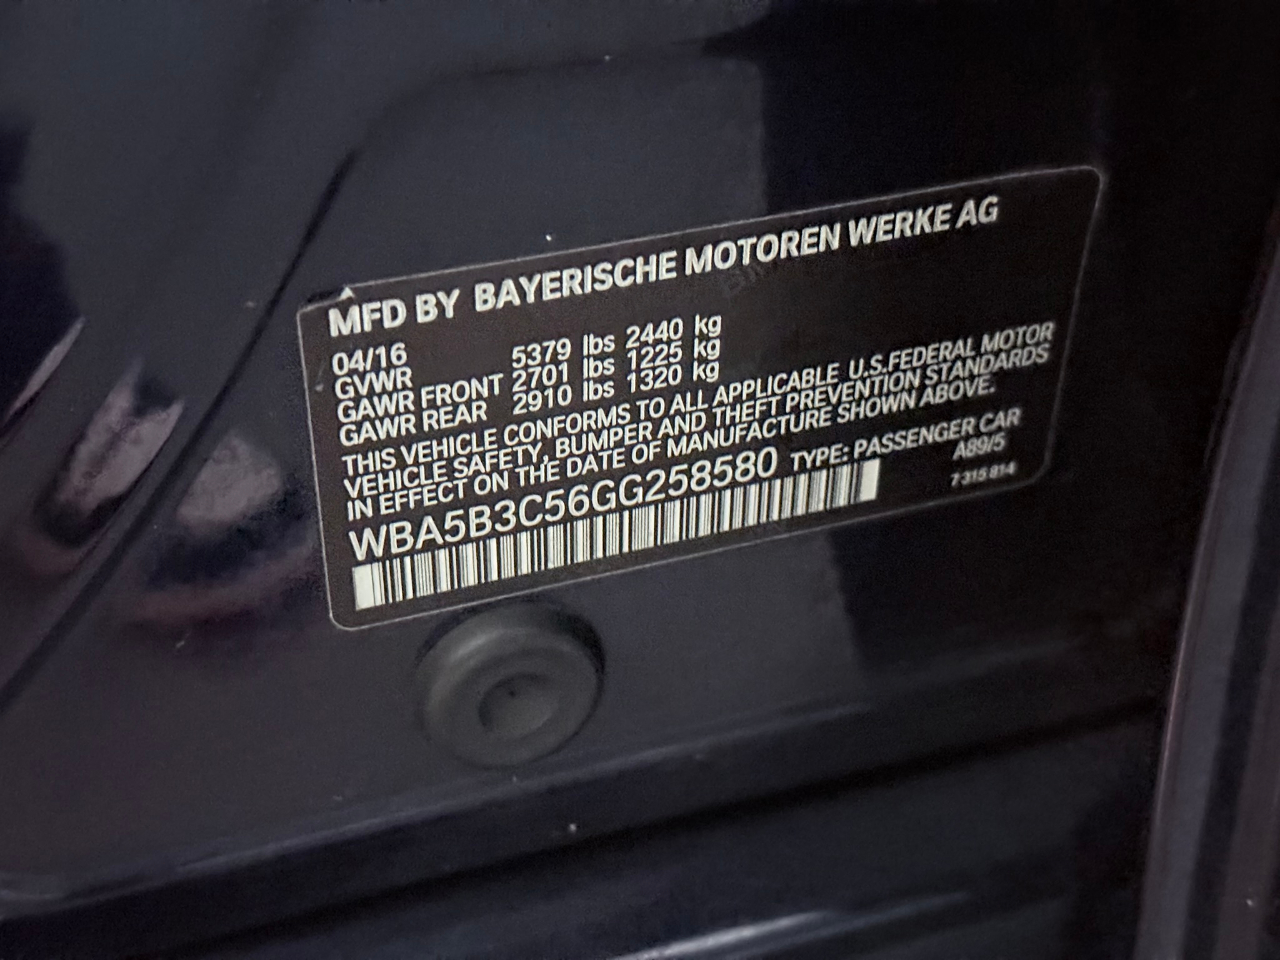 MFD BY BAYERISCHE MOTOREN WERKE AG
04/16
GVWR 5379 lbs 2440 kg
GAWR FRONT 2701 lbs 1225 kg
GAWR REAR 2910 lbs 1320 kg
THIS VEHICLE CONFORMS TO ALL APPLICABLE U.S.FEDERAL MOTOR
VEHICLE SAFETY, BUMPER AND THEFT PREVENTION STANDARDS
IN EFFECT ON THE DATE OF MANUFACTURE SHOWN ABOVE.
WBA5B3C56GG258580 TYPE: PASSENGER CAR
A89/5
7 315 814